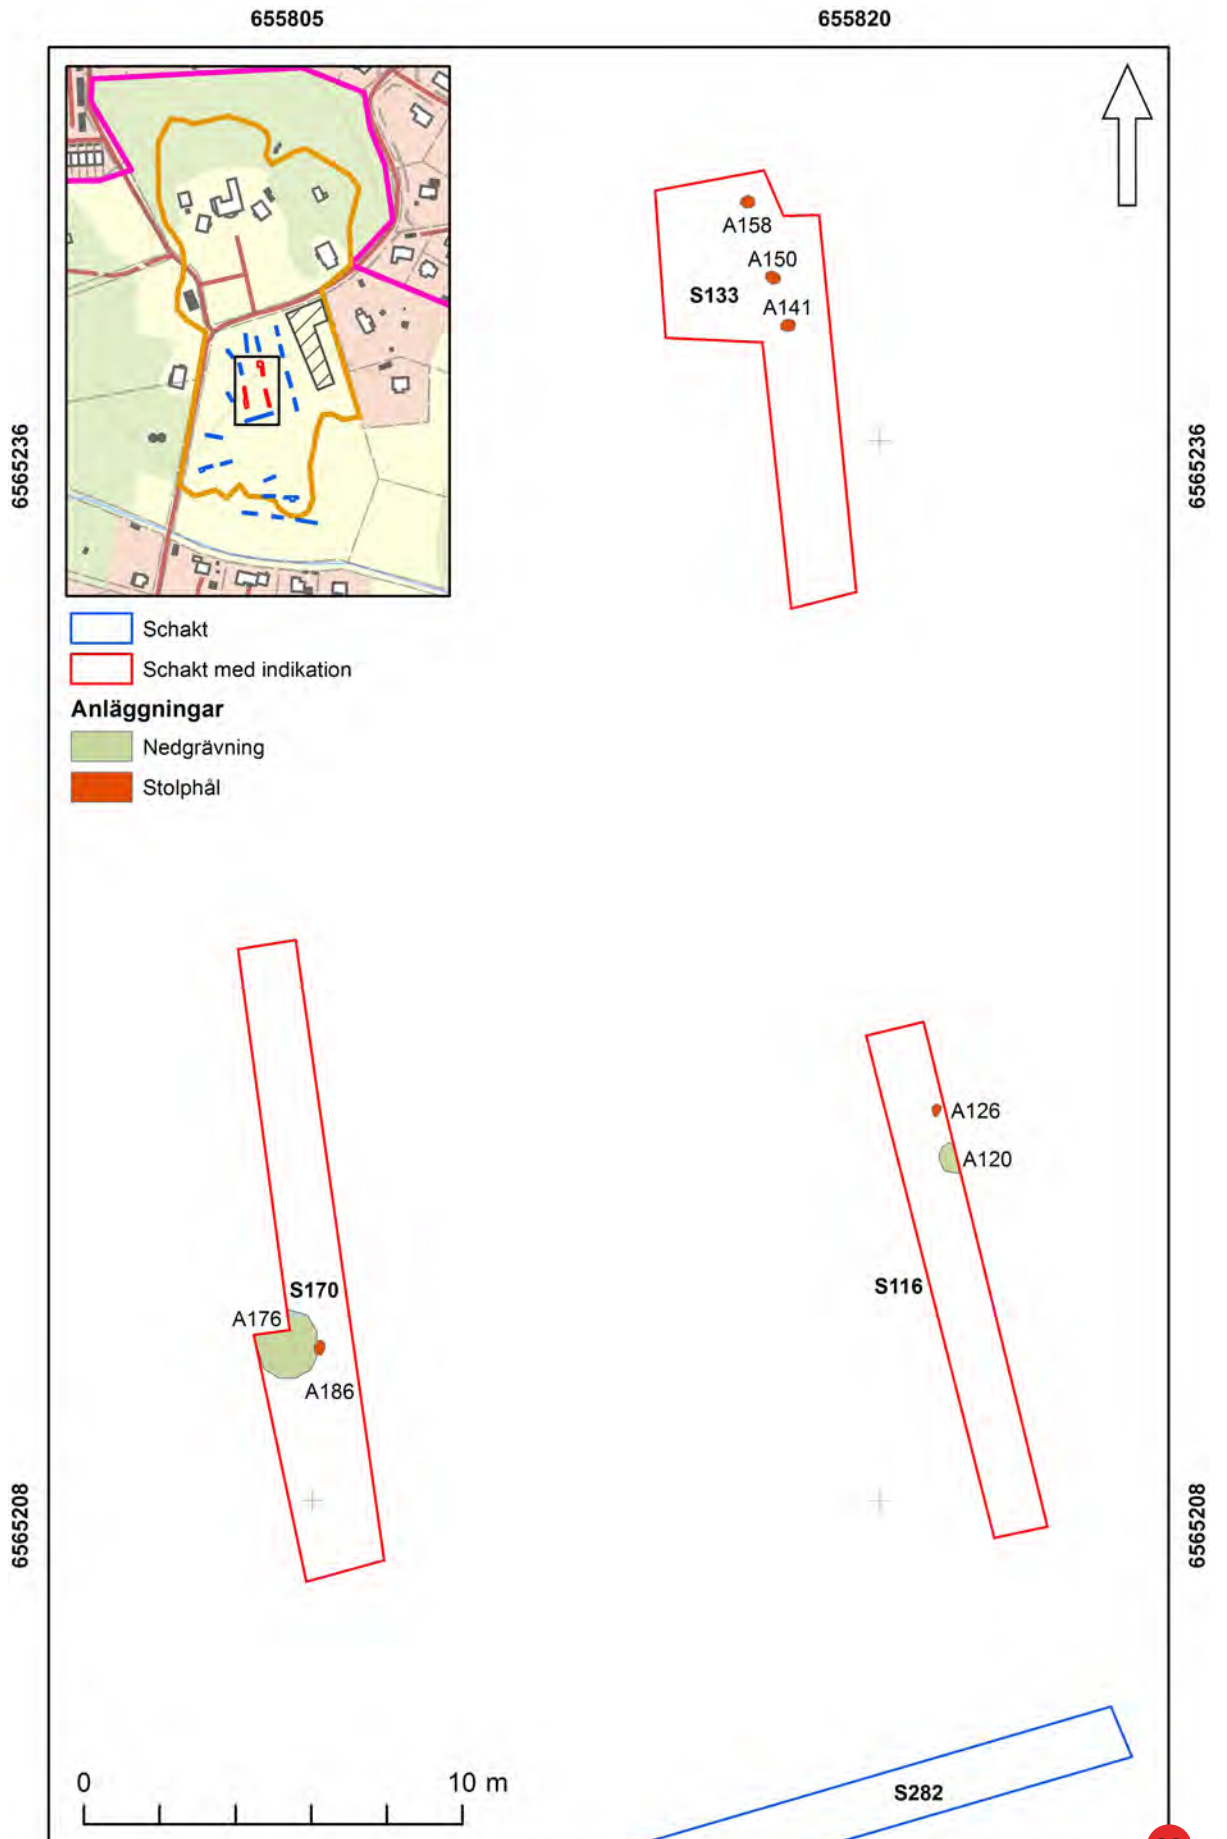 655805
655820
6565236
6565236
A158
A150
S133
A141
Schakt
Schakt med indikation
Anläggningar
Nedgrävning
Stolphål
A126
A120
S170
S116
A176
A186
6565208
6565208
0
10 m
S282